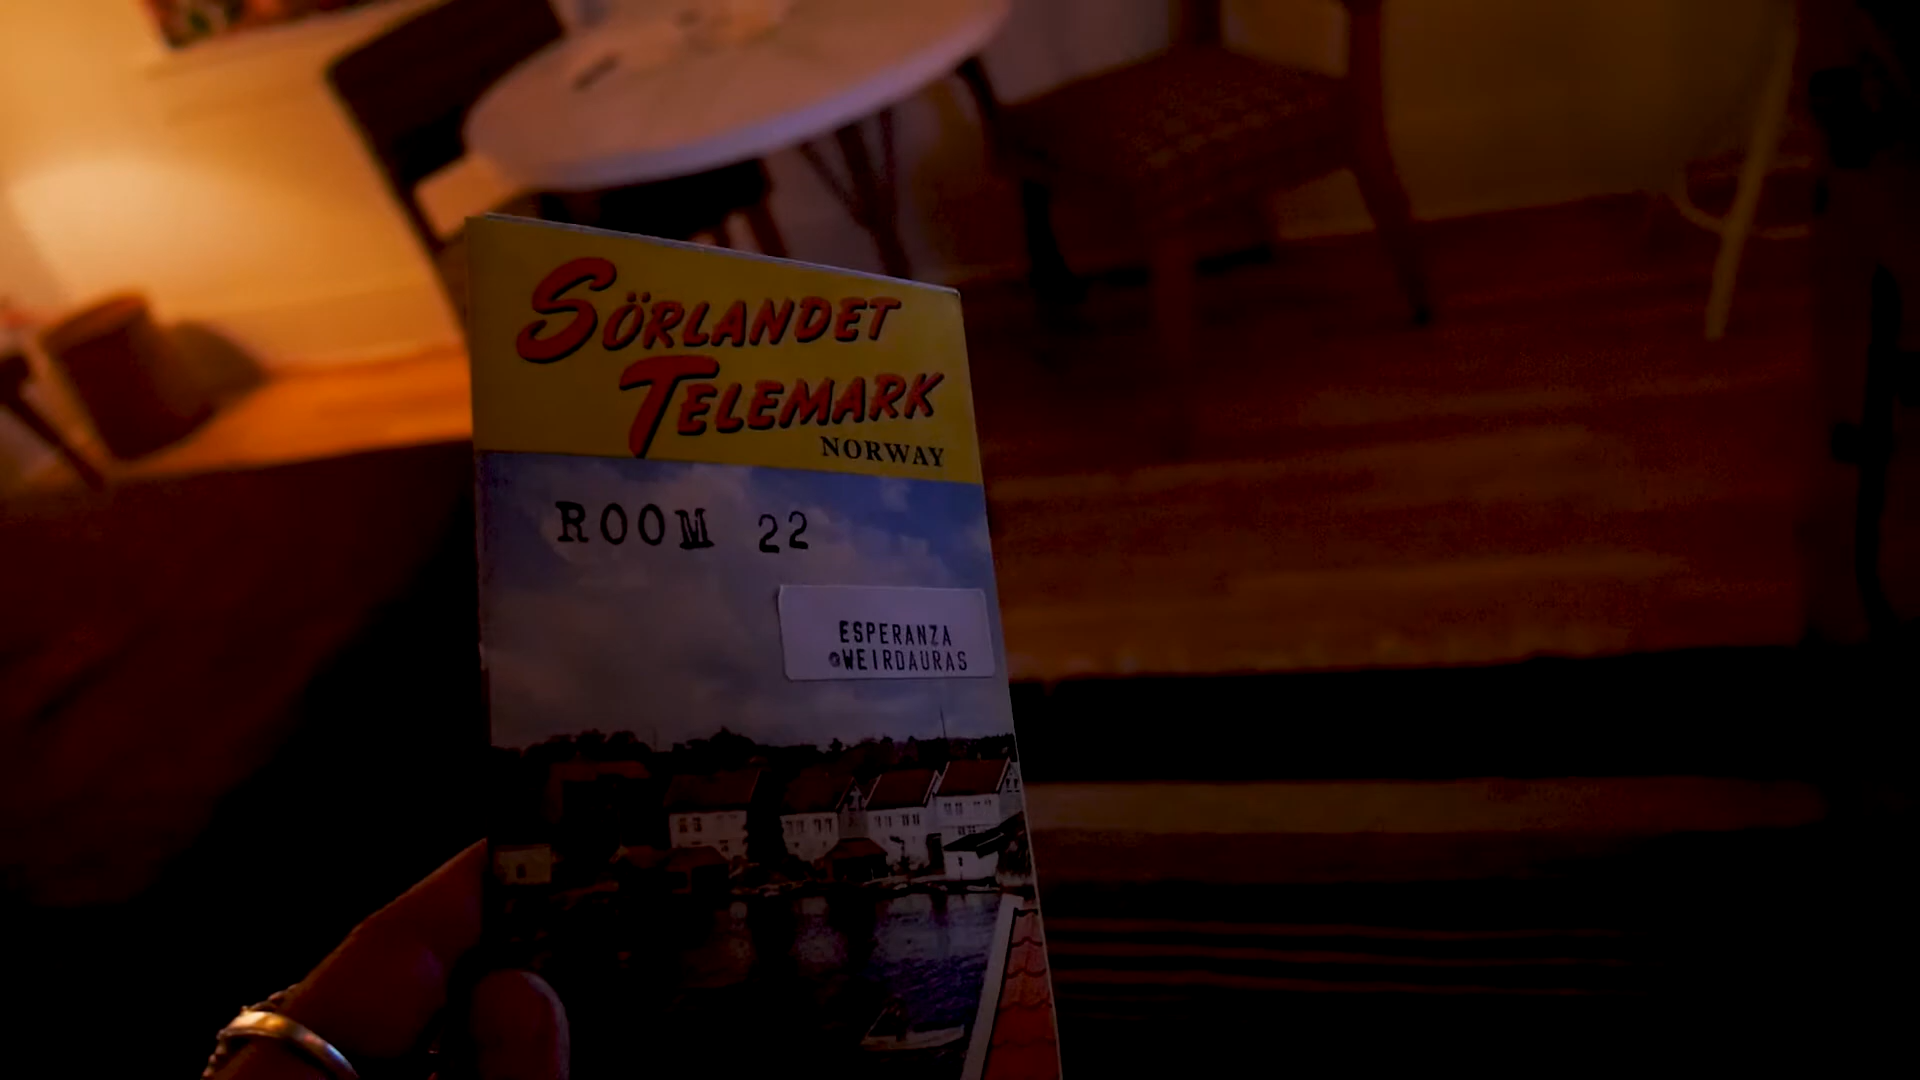 SÖRLANDET
TELEMARK
NORWAY
ROOM 22
ESPERANZA
@WEIRDAURAS